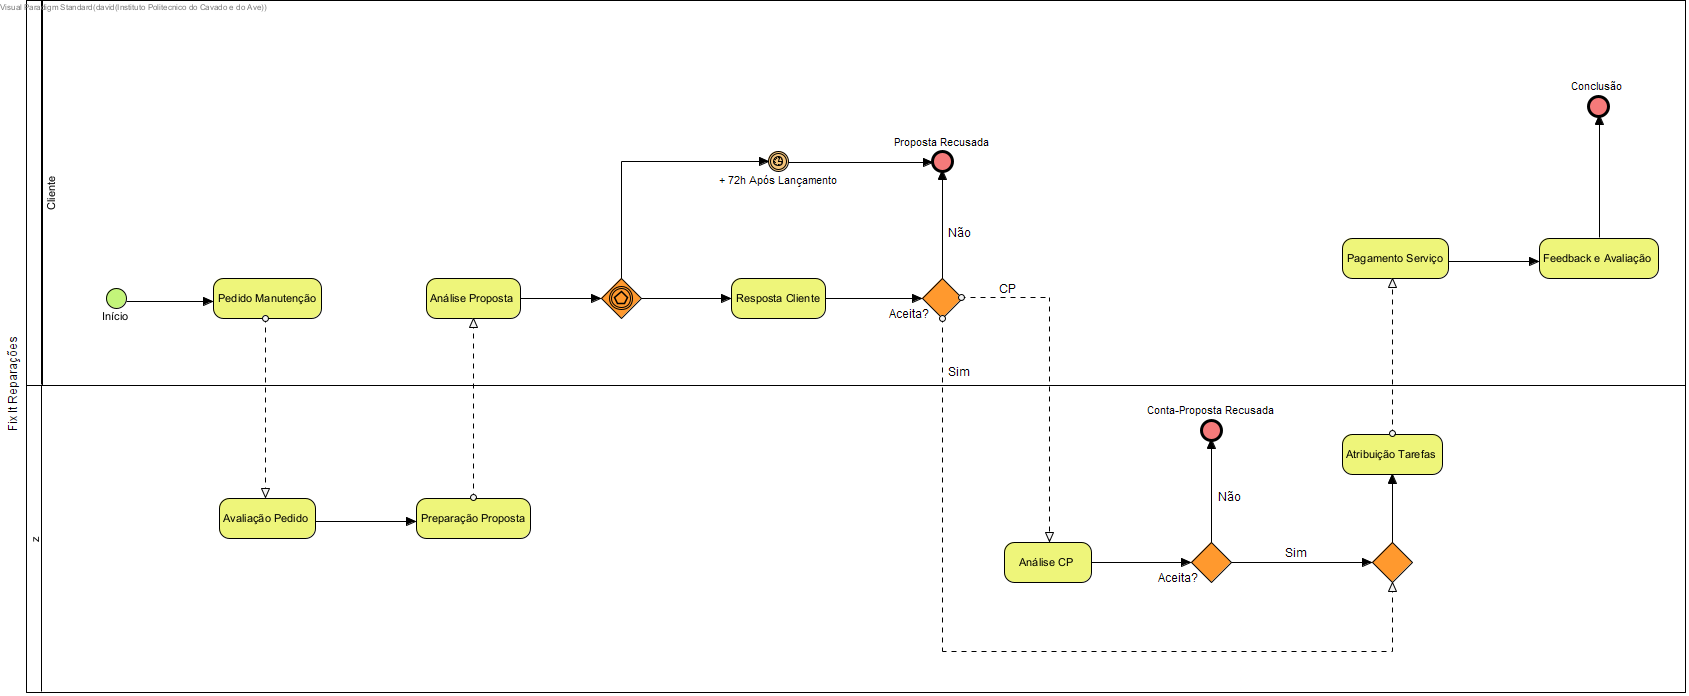 Visual Paradigm Standard(david(Instituto Politecnico do Cavado e do Ave))
Fix It Reparações
Cliente
Início
Pedido Manutenção
Análise Proposta
+ 72h Após Lançamento
Proposta Recusada
Não
Resposta Cliente
Aceita?
CP
Sim
Pagamento Serviço
Feedback e Avaliação
Conclusão
z
Avaliação Pedido
Preparação Proposta
Análise CP
Aceita?
Conta-Proposta Recusada
Não
Sim
Atribuição Tarefas